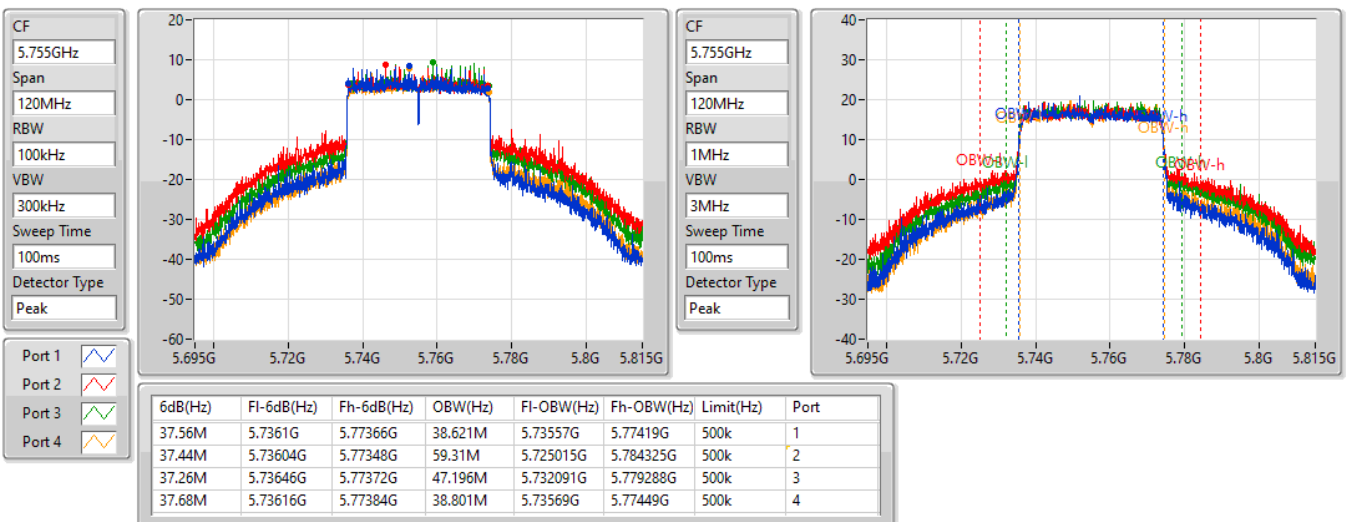 CF
5.755GHz
Span
120MHz
RBW
100kHz
VBW
300kHz
Sweep Time
100ms
Detector Type
Peak
20
10
0
-10
-20
-30
-40
-50
-60
5.695G 5.72G 5.74G 5.76G 5.78G 5.8G 5.815G
CF
5.755GHz
Span
120MHz
RBW
1MHz
VBW
3MHz
Sweep Time
100ms
Detector Type
Peak
40
30
20
10
0
-10
-20
-30
-40
OBW-h
OBW-l
OBW-h
5.695G 5.72G 5.74G 5.76G 5.78G 5.8G 5.815G
Port 1
Port 2
Port 3
Port 4
6dB(Hz) Fl-6dB(Hz) Fh-6dB(Hz) OBW(Hz) Fl-OBW(Hz) Fh-OBW(Hz) Limit(Hz) Port
37.56M 5.7361G 5.77366G 38.621M 5.73557G 5.77419G 500k 1
37.44M 5.73604G 5.77348G 59.31M 5.725015G 5.784325G 500k 2
37.26M 5.73646G 5.77372G 47.196M 5.732091G 5.779288G 500k 3
37.68M 5.73616G 5.77384G 38.801M 5.73569G 5.77449G 500k 4